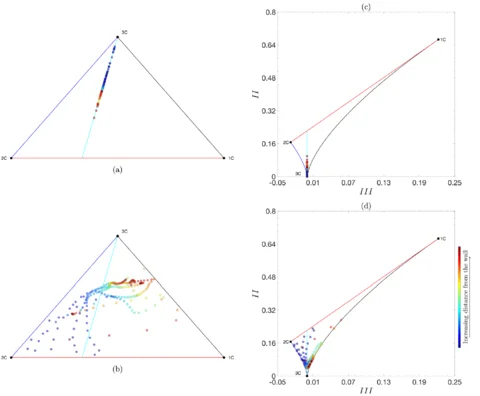 3C
2C
1C
(a)
3C
2C
1C
(b)
(c)
0.8
0.64
0.48
0.32
0.16
0
II
1C
2C
3C
-0.05
0.01
0.07
0.13
0.19
0.25
III
(d)
0.8
0.64
0.48
0.32
0.16
0
II
1C
2C
3C
-0.05
0.01
0.07
0.13
0.19
0.25
III
Increasing distance from the wall